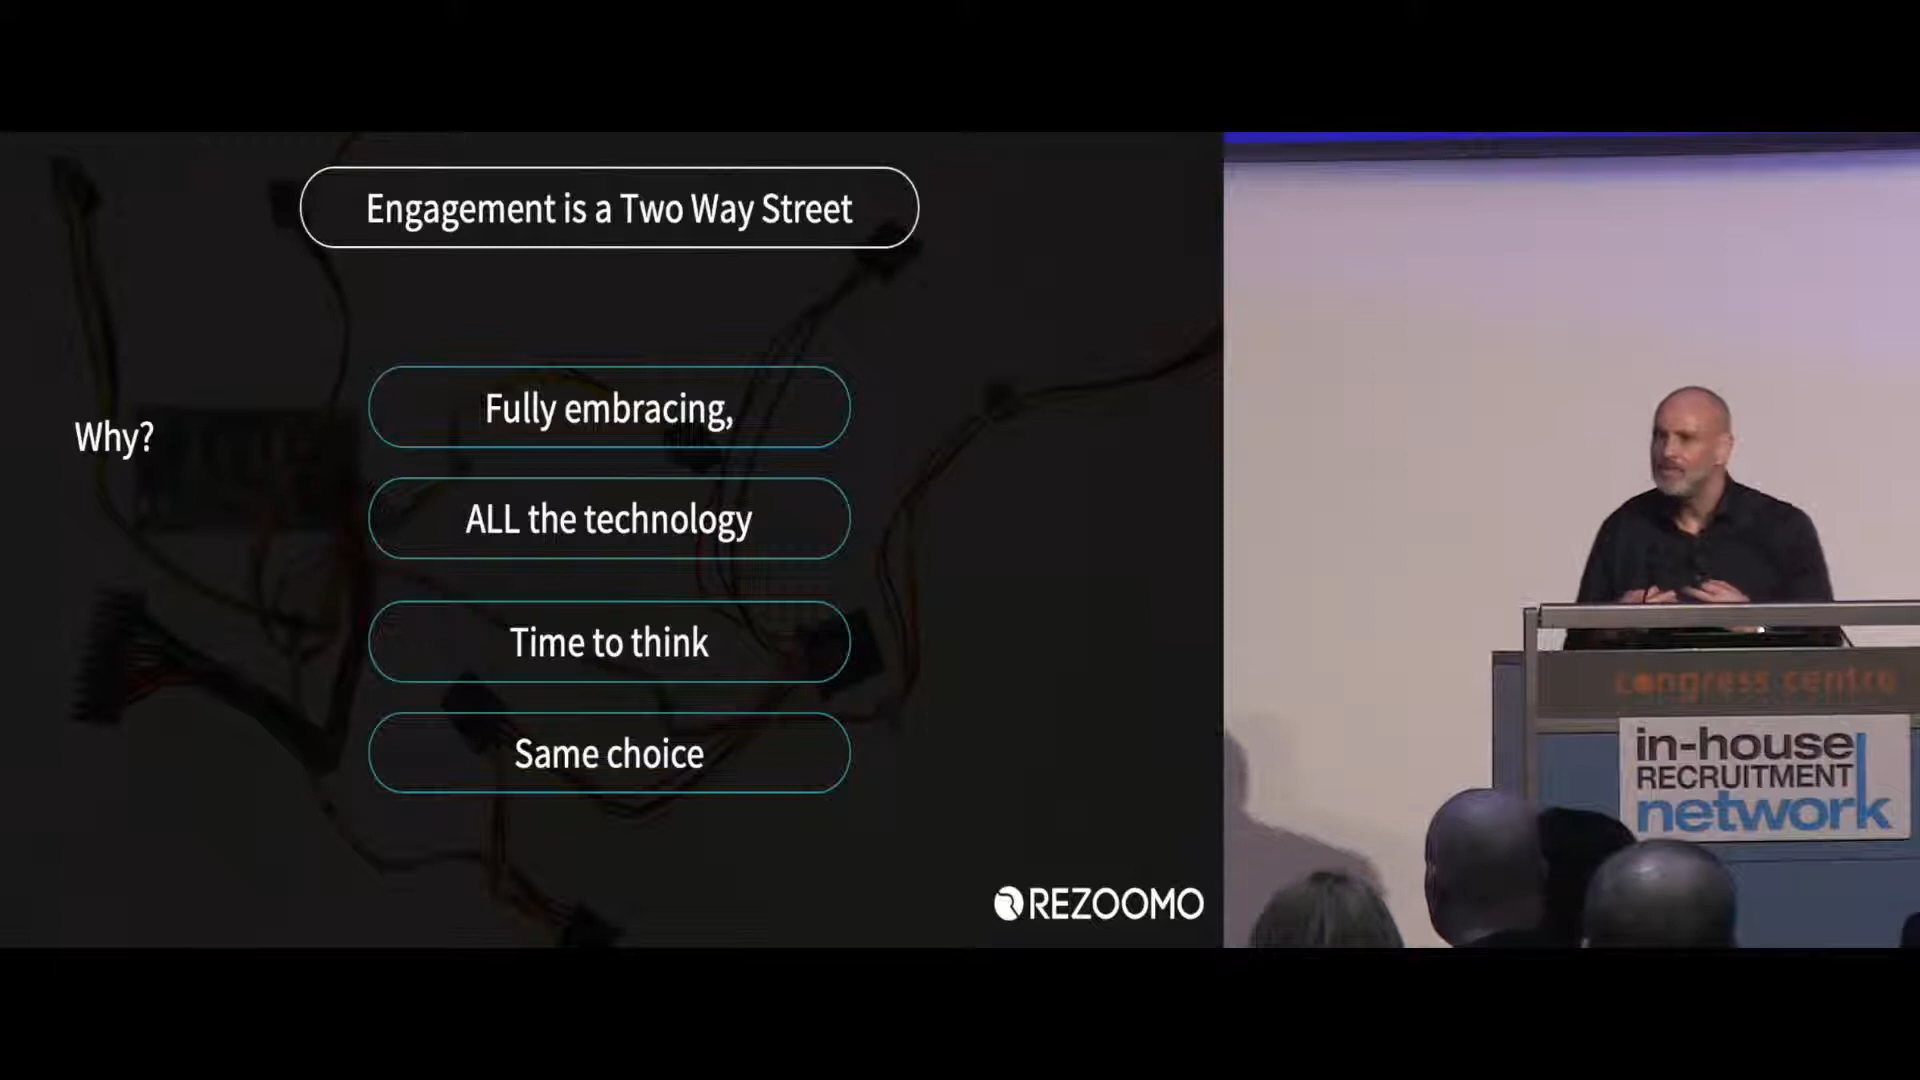 Engagement is a Two Way Street
Why?
Fully embracing,
ALL the technology
Time to think
Same choice
REZOOMO
congress centre
in-house
RECRUITMENT
network